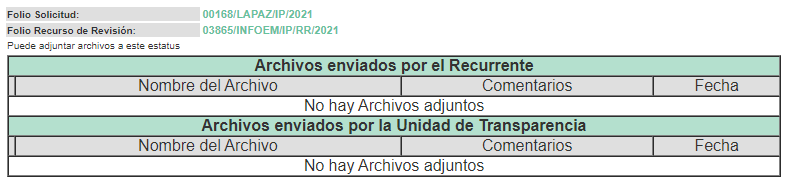 Folio Solicitud: 00168/LAPAZ/IP/2021
Folio Recurso de Revisión: 03865/INFOEM/IP/RR/2021
Puede adjuntar archivos a este estatus
Archivos enviados por el Recurrente
Nombre del Archivo Comentarios Fecha
No hay Archivos adjuntos
Archivos enviados por la Unidad de Transparencia
Nombre del Archivo Comentarios Fecha
No hay Archivos adjuntos